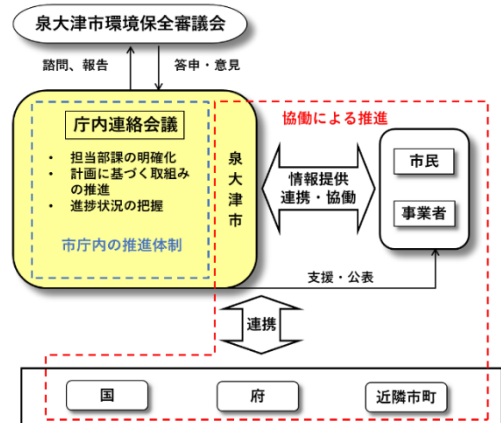 泉大津市環境保全審議会
諮問、報告
答申・意見
庁内連絡会議
・ 担当部課の明確化
・ 計画に基づく取組み
の推進
・ 進捗状況の把握
市庁内の推進体制
泉大津市
協働による推進
情報提供
連携・協働
市民
事業者
支援・公表
連携
国
府
近隣市町